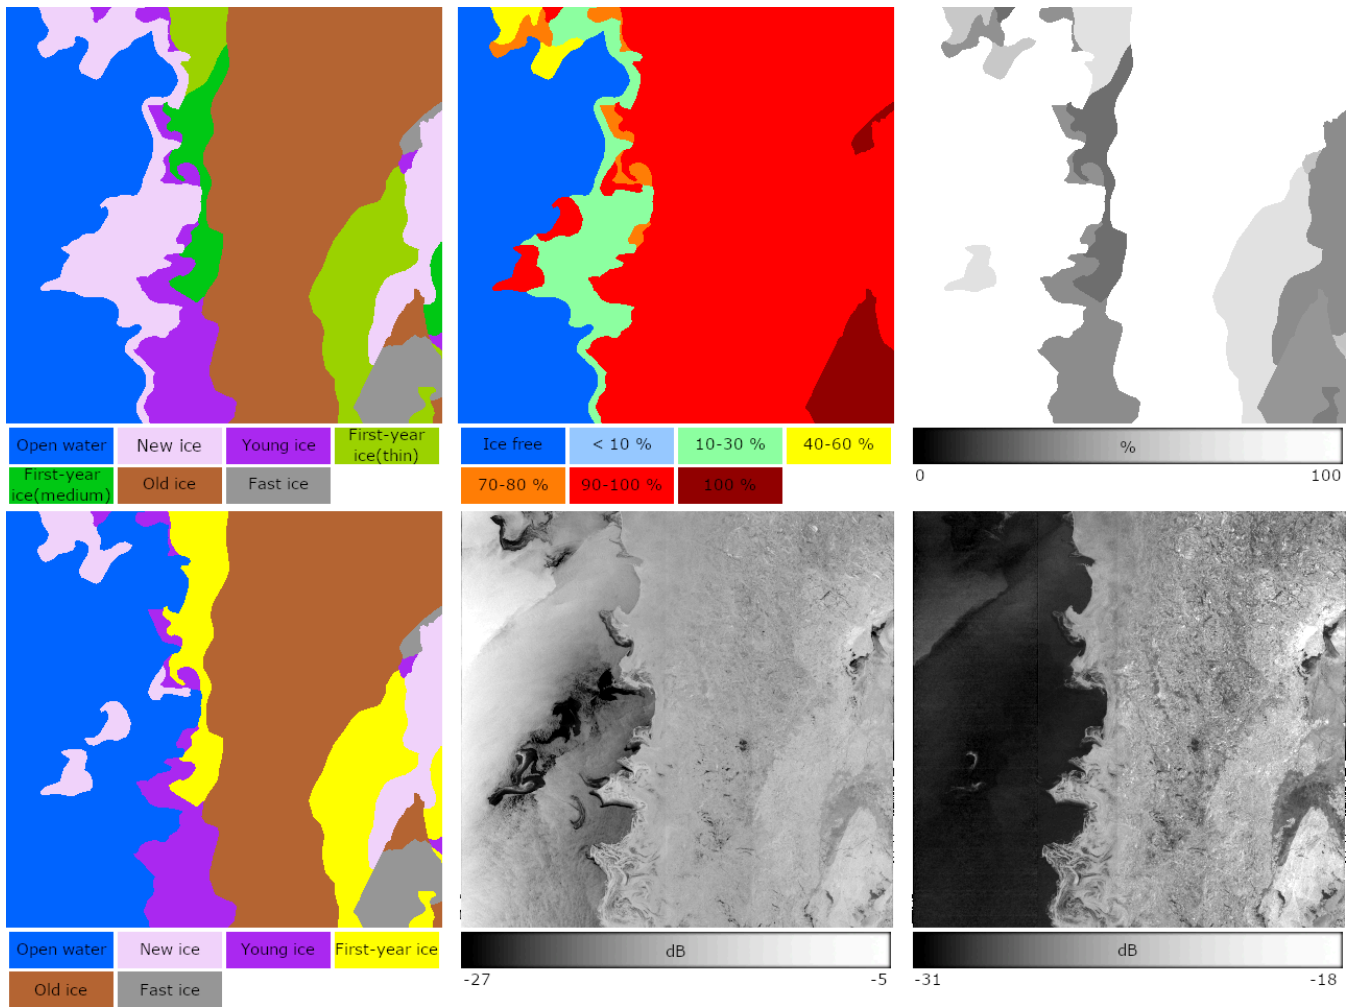 Open water New ice Young ice First-year ice(thin)
First-year ice(medium) Old ice Fast ice
Ice free < 10 % 10-30 % 40-60 %
70-80 % 90-100 % 100 %
%
0 100
Open water New ice Young ice First-year ice
Old ice Fast ice
dB
-27 -5
dB
-31 -18